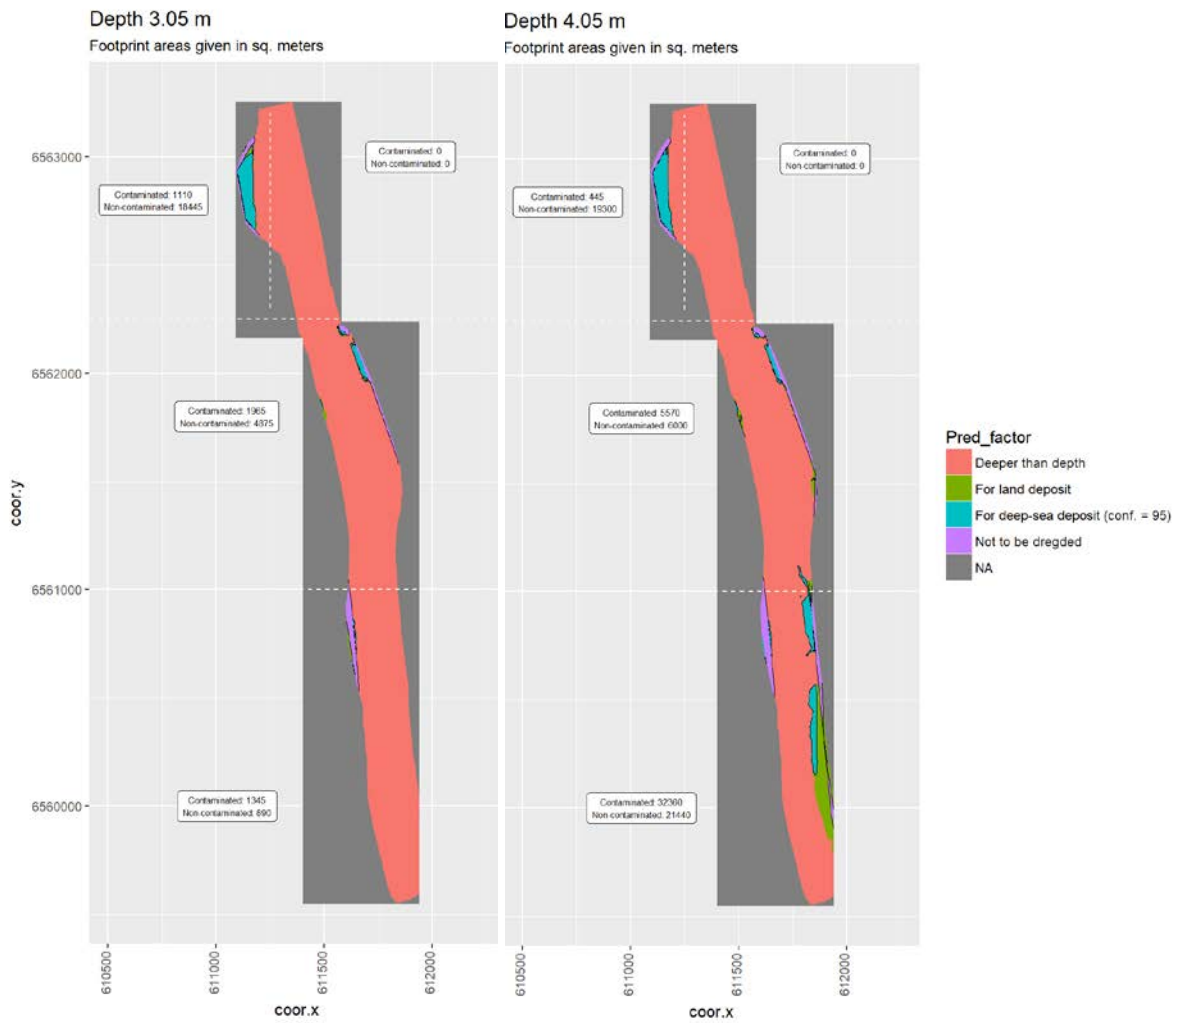 Depth 3.05 m
Footprint areas given in sq. meters
Contaminated: 0
Non-contaminated: 0
Contaminated: 1110
Non-contaminated: 18445
Contaminated: 1965
Non-contaminated: 4875
Contaminated: 1345
Non-contaminated: 890
6563000
6562000
6561000
6560000
coor.y
610500
611000
611500
612000
coor.x
Depth 4.05 m
Footprint areas given in sq. meters
Contaminated: 0
Non-contaminated: 0
Contaminated: 445
Non-contaminated: 19300
Contaminated: 5570
Non-contaminated: 6000
Contaminated: 32360
Non-contaminated: 21440
610500
611000
611500
612000
coor.x
Pred_factor
Deeper than depth
For land deposit
For deep-sea deposit (conf. = 95)
Not to be dregded
NA